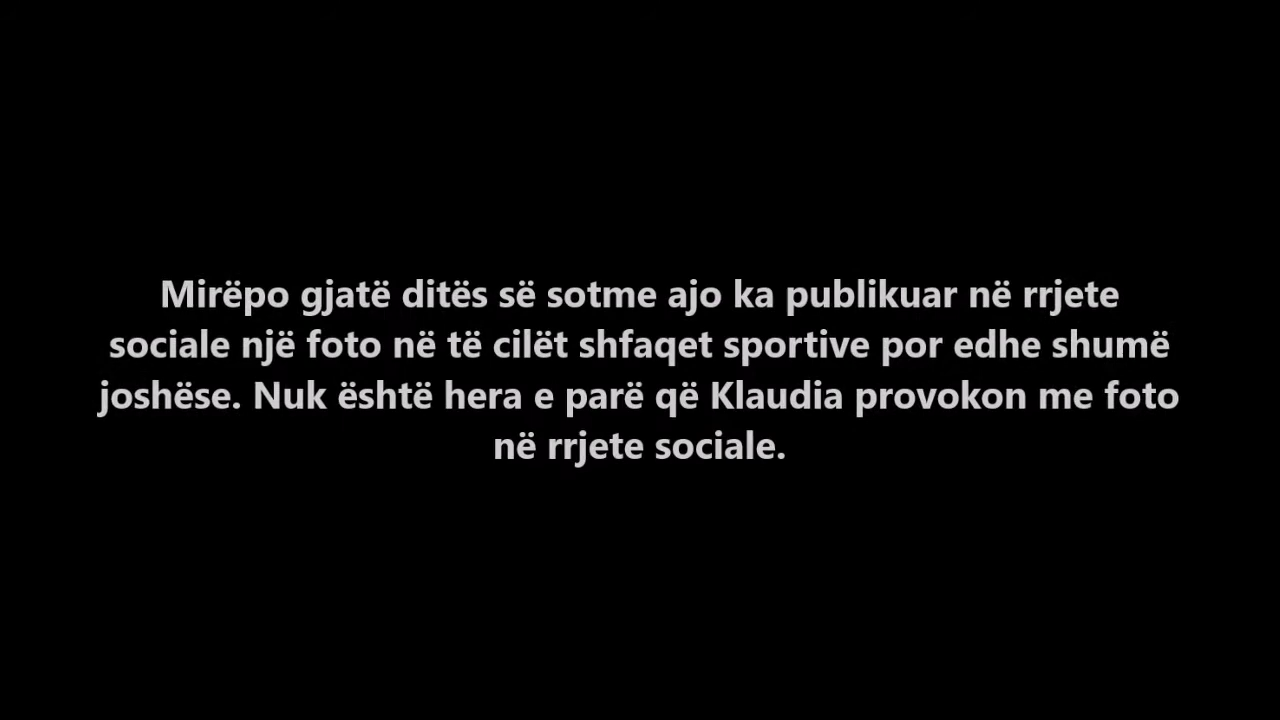 Mirëpo gjatë ditës së sotme ajo ka publikuar në rrjete
sociale një foto në të cilët shfaqet sportive por edhe shumë
joshëse. Nuk është hera e parë që Klaudia provokon me foto
në rrjete sociale.